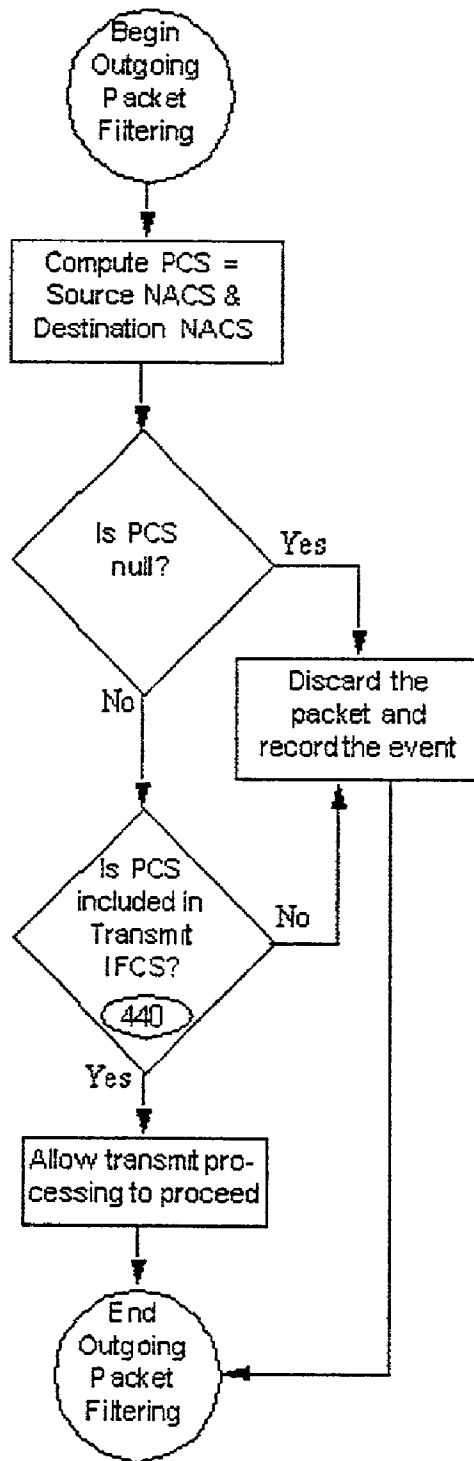 Begin
Outgoing
Packet
Filtering
Compute PCS =
Source NACS &
Destination NACS
Is PCS
null?
Yes
No
Discard the
packet and
record the event
Is PCS
included in
Transmit
IFCS?
440
No
Yes
Allow transmit pro-
cessing to proceed
End
Outgoing
Packet
Filtering